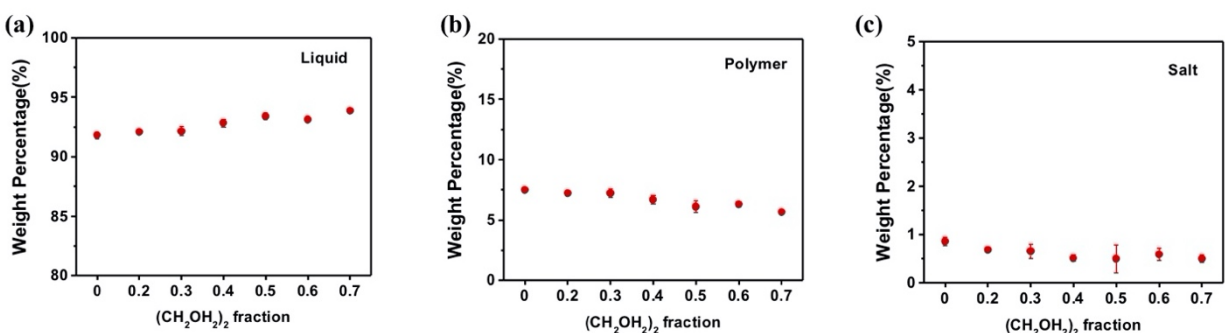 (a)
100
95
90
85
80
Weight Percentage(%)
Liquid
0 0.2 0.3 0.4 0.5 0.6 0.7
(CH₂OH₂)₂ fraction
(b)
20
15
10
5
0
Weight Percentage(%)
Polymer
0 0.2 0.3 0.4 0.5 0.6 0.7
(CH₂OH₂)₂ fraction
(c)
5
4
3
2
1
0
Weight Percentage(%)
Salt
0 0.2 0.3 0.4 0.5 0.6 0.7
(CH₂OH₂)₂ fraction